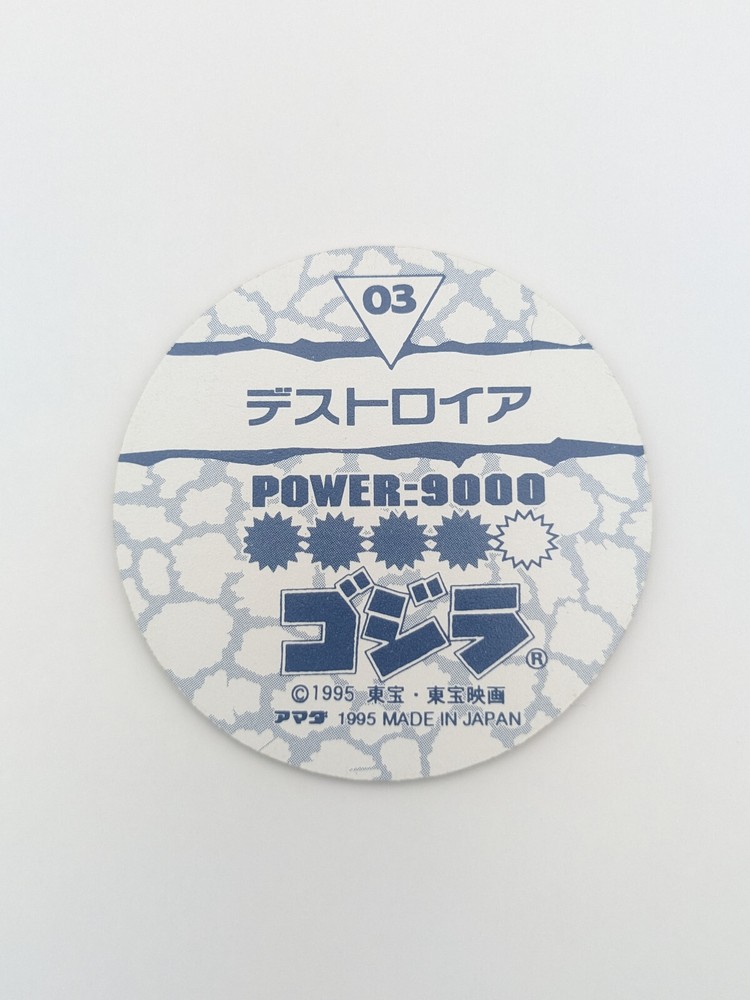 03
デストロイア
POWER:9000
ゴジラ®
©1995 東宝・東宝映画
アマダ 1995 MADE IN JAPAN